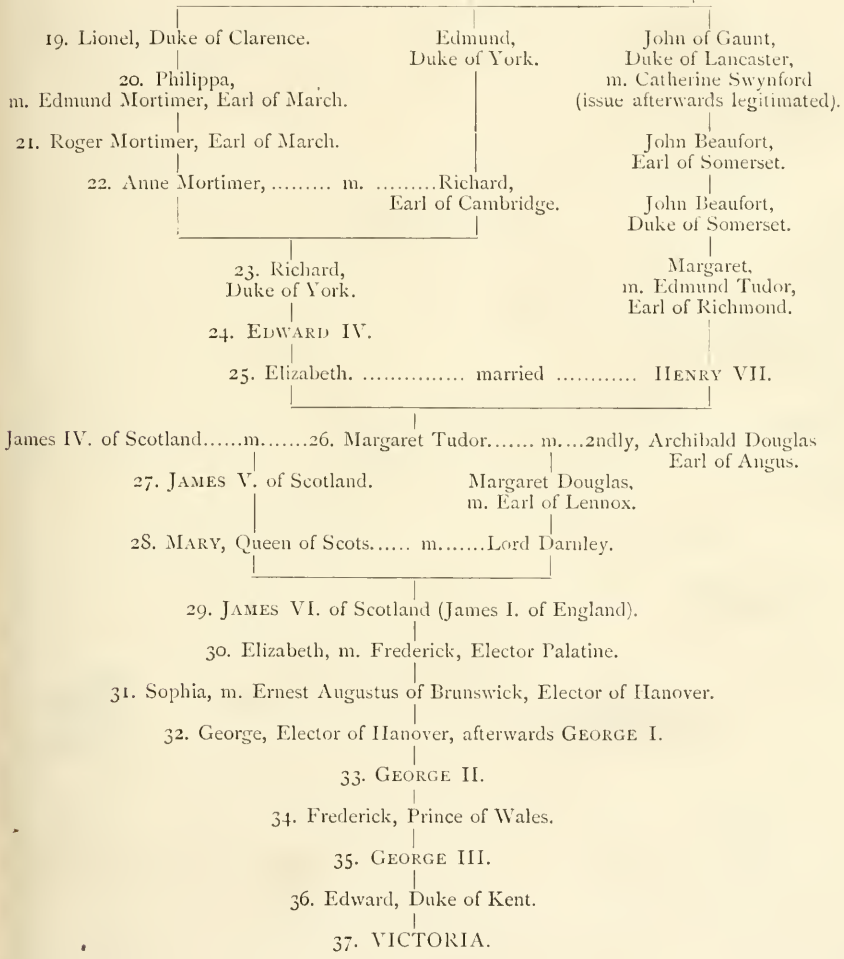 19. Lionel, Duke of Clarence.
Edmund,
Duke of York.
John of Gaunt,
Duke of Lancaster,
m. Catherine Swynford
(issue afterwards legitimated).
20. Philippa,
m. Edmund Mortimer, Earl of March.
21. Roger Mortimer, Earl of March.
John Beaufort,
Earl of Somerset.
22. Anne Mortimer, ......... m. .........Richard,
Earl of Cambridge.
John Beaufort,
Duke of Somerset.
23. Richard,
Duke of York.
Margaret,
m. Edmund Tudor,
Earl of Richmond.
24. EDWARD IV.
25. Elizabeth. ............... married ............ HENRY VII.
James IV. of Scotland......m.......26. Margaret Tudor....... m....2ndly, Archibald Douglas
Earl of Angus.
27. JAMES V. of Scotland.
Margaret Douglas,
m. Earl of Lennox.
28. MARY, Queen of Scots...... m.......Lord Darnley.
29. JAMES VI. of Scotland (James I. of England).
30. Elizabeth, m. Frederick, Elector Palatine.
31. Sophia, m. Ernest Augustus of Brunswick, Elector of Hanover.
32. George, Elector of Hanover, afterwards GEORGE I.
33. GEORGE II.
34. Frederick, Prince of Wales.
35. GEORGE III.
36. Edward, Duke of Kent.
37. VICTORIA.